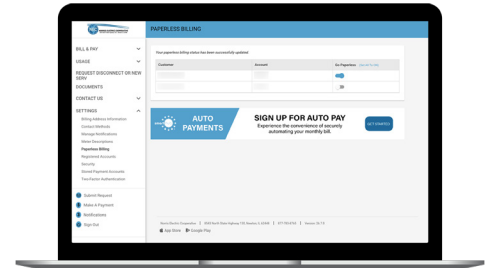 PAPERLESS BILLING
BILL & PAY
USAGE
REQUEST DISCONNECT OR NEW SERV
DOCUMENTS
CONTACT US
SETTINGS
Billing Address Information
Contact Methods
Manage Notifications
Meter Descriptions
Paperless Billing
Registered Accounts
Security
Stored Payment Accounts
Two-Factor Authentication
Submit Request
Make A Payment
Notifications
Sign Out
Your paperless billing status has been successfully updated
Customer Account Go Paperless
AUTO PAYMENTS
SIGN UP FOR AUTO PAY
Experience the convenience of securely
automating your monthly bill.
GET STARTED
App Store Google Play